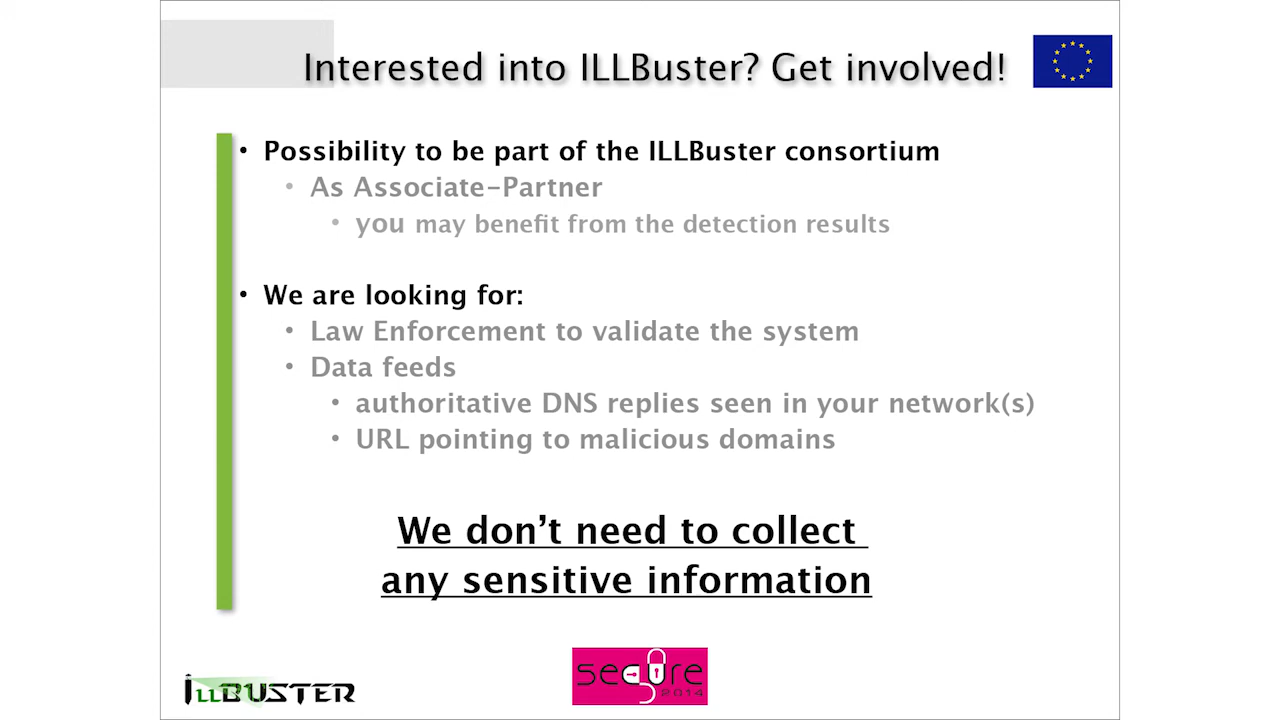 Interested into ILLBuster? Get involved!
• Possibility to be part of the ILLBuster consortium
• As Associate-Partner
• you may benefit from the detection results
• We are looking for:
• Law Enforcement to validate the system
• Data feeds
• authoritative DNS replies seen in your network(s)
• URL pointing to malicious domains
We don’t need to collect
any sensitive information
secure
2014
ILLBUSTER